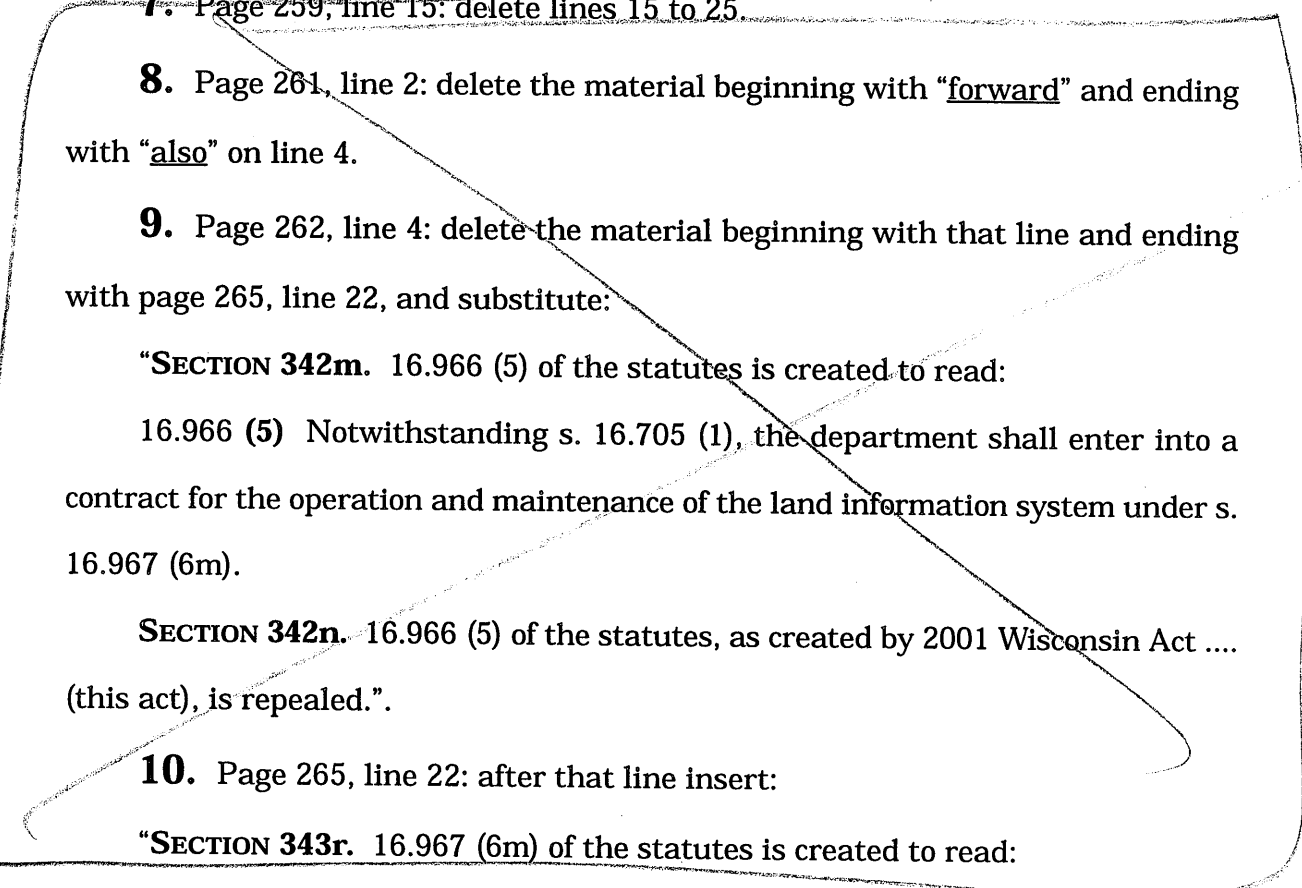 7. Page 259, line 15: delete lines 15 to 25
8. Page 261, line 2: delete the material beginning with “forward” and ending
with “also” on line 4.
9. Page 262, line 4: delete the material beginning with that line and ending
with page 265, line 22, and substitute:
“SECTION 342m. 16.966 (5) of the statutes is created to read:
16.966 (5) Notwithstanding s. 16.705 (1), the department shall enter into a
contract for the operation and maintenance of the land information system under s.
16.967 (6m).
SECTION 342n. 16.966 (5) of the statutes, as created by 2001 Wisconsin Act ....
(this act), is repealed.”.
10. Page 265, line 22: after that line insert:
“SECTION 343r. 16.967 (6m) of the statutes is created to read: